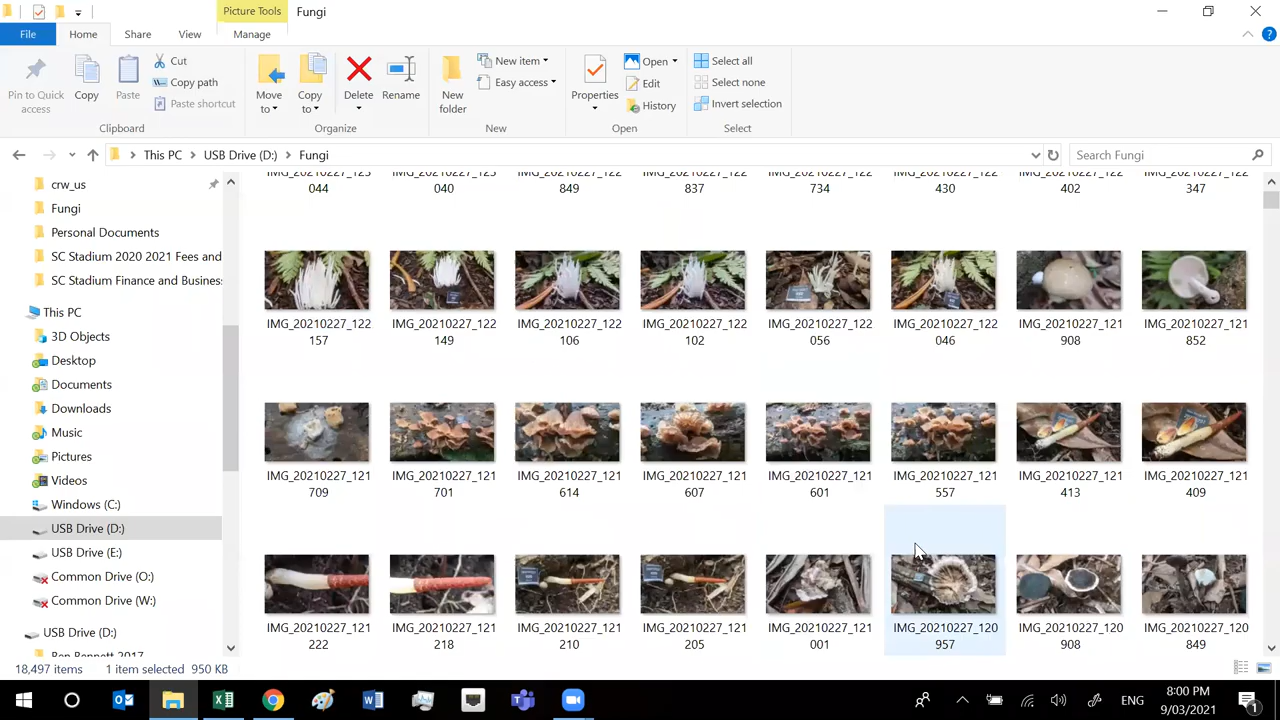 Picture Tools
Fungi
File
Home
Share
View
Manage
Pin to Quick access
Copy
Paste
Cut
Copy path
Paste shortcut
Clipboard
Move to
Copy to
Delete
Rename
Organize
New folder
New item
Easy access
New
Properties
Open
Edit
History
Open
Select all
Select none
Invert selection
Select
This PC
USB Drive (D:)
Fungi
Search Fungi
crw_us
Fungi
Personal Documents
SC Stadium 2020 2021 Fees and
SC Stadium Finance and Busines
This PC
3D Objects
Desktop
Documents
Downloads
Music
Pictures
Videos
Windows (C:)
USB Drive (D:)
USB Drive (E:)
Common Drive (O:)
Common Drive (W:)
USB Drive (D:)
044 040 849 837 734 430 402 347
IMG_20210227_122 IMG_20210227_122 IMG_20210227_122 IMG_20210227_122 IMG_20210227_122 IMG_20210227_122 IMG_20210227_121 IMG_20210227_121
157 149 106 102 056 046 908 852
IMG_20210227_121 IMG_20210227_121 IMG_20210227_121 IMG_20210227_121 IMG_20210227_121 IMG_20210227_121 IMG_20210227_121 IMG_20210227_121
709 701 614 607 601 557 413 409
IMG_20210227_121 IMG_20210227_121 IMG_20210227_121 IMG_20210227_121 IMG_20210227_121 IMG_20210227_120 IMG_20210227_120 IMG_20210227_120
222 218 210 205 001 957 908 849
18,497 items 1 item selected 950 KB
ENG
8:00 PM
9/03/2021
1